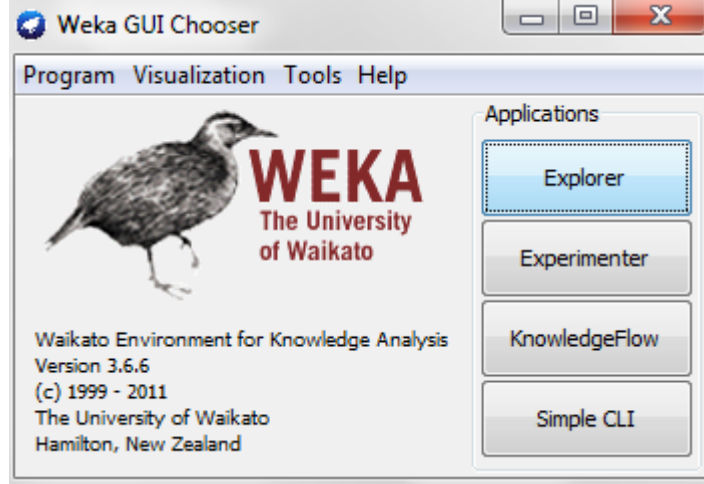 Weka GUI Chooser
Program Visualization Tools Help
WEKA
The University
of Waikato
Waikato Environment for Knowledge Analysis
Version 3.6.6
(c) 1999 - 2011
The University of Waikato
Hamilton, New Zealand
Applications
Explorer
Experimenter
KnowledgeFlow
Simple CLI